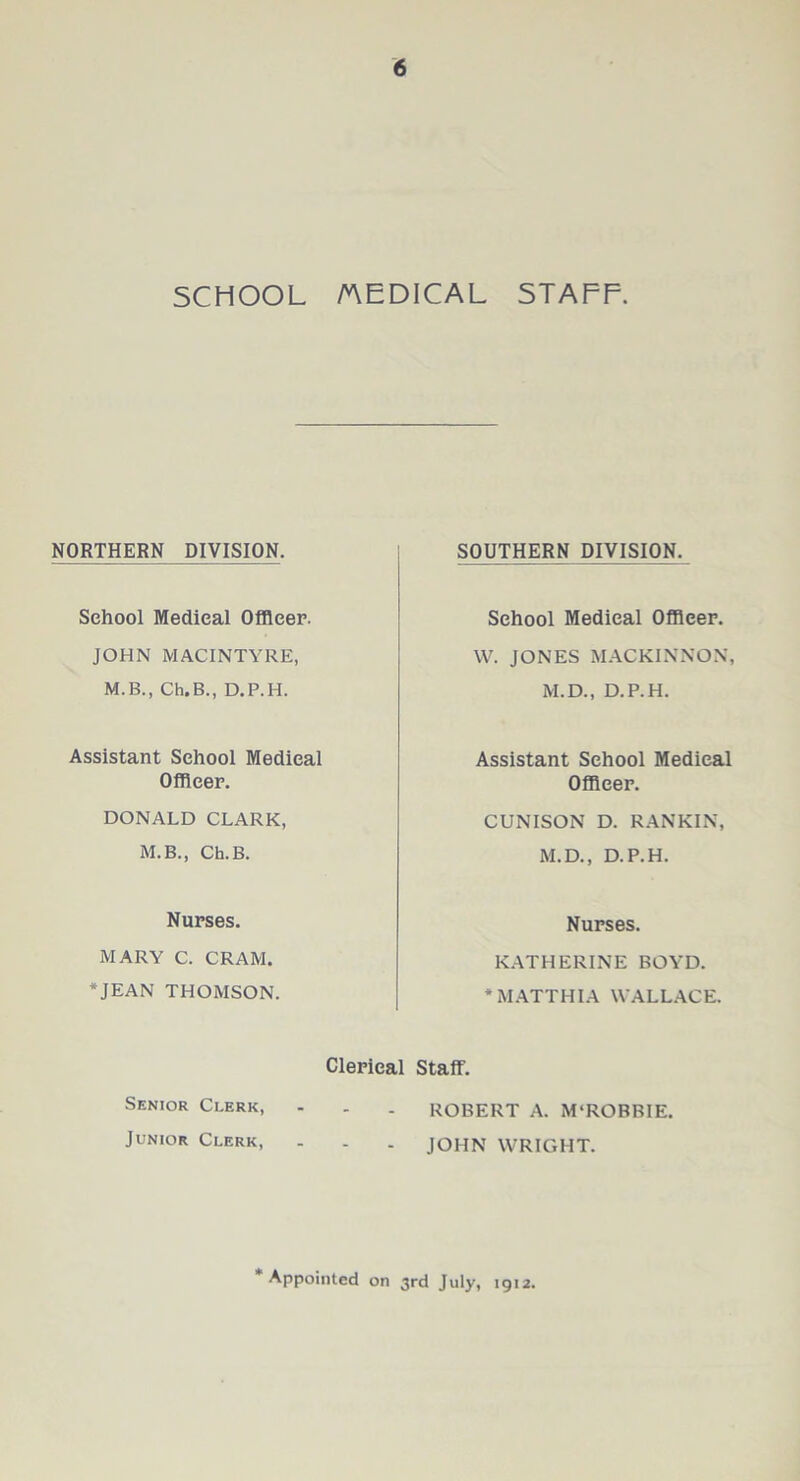 6
SCHOOL MEDICAL STAFF.
NORTHERN DIVISION.
School Medical Officer.
JOHN MACINTYRE,
M.B., Ch.B., D.P.H.
Assistant School Medical
Officer.
DONALD CLARK,
M.B., Ch.B.
Nurses.
MARY C. CRAM.
*JEAN THOMSON.
SOUTHERN DIVISION.
School Medical Officer.
W. JONES MACKINNON,
M.D., D.P.H.
Assistant School Medical
Officer.
CUNISON D. RANKIN,
M.D., D.P.H.
Nurses.
KATHERINE BOYD.
*MATTHIA WALLACE.
Clerical Staff.
SENIOR CLERK, - - - ROBERT A. M‘ROBBIE.
JUNIOR CLERK, - - - JOHN WRIGHT.
* Appointed on 3rd July, 1912.